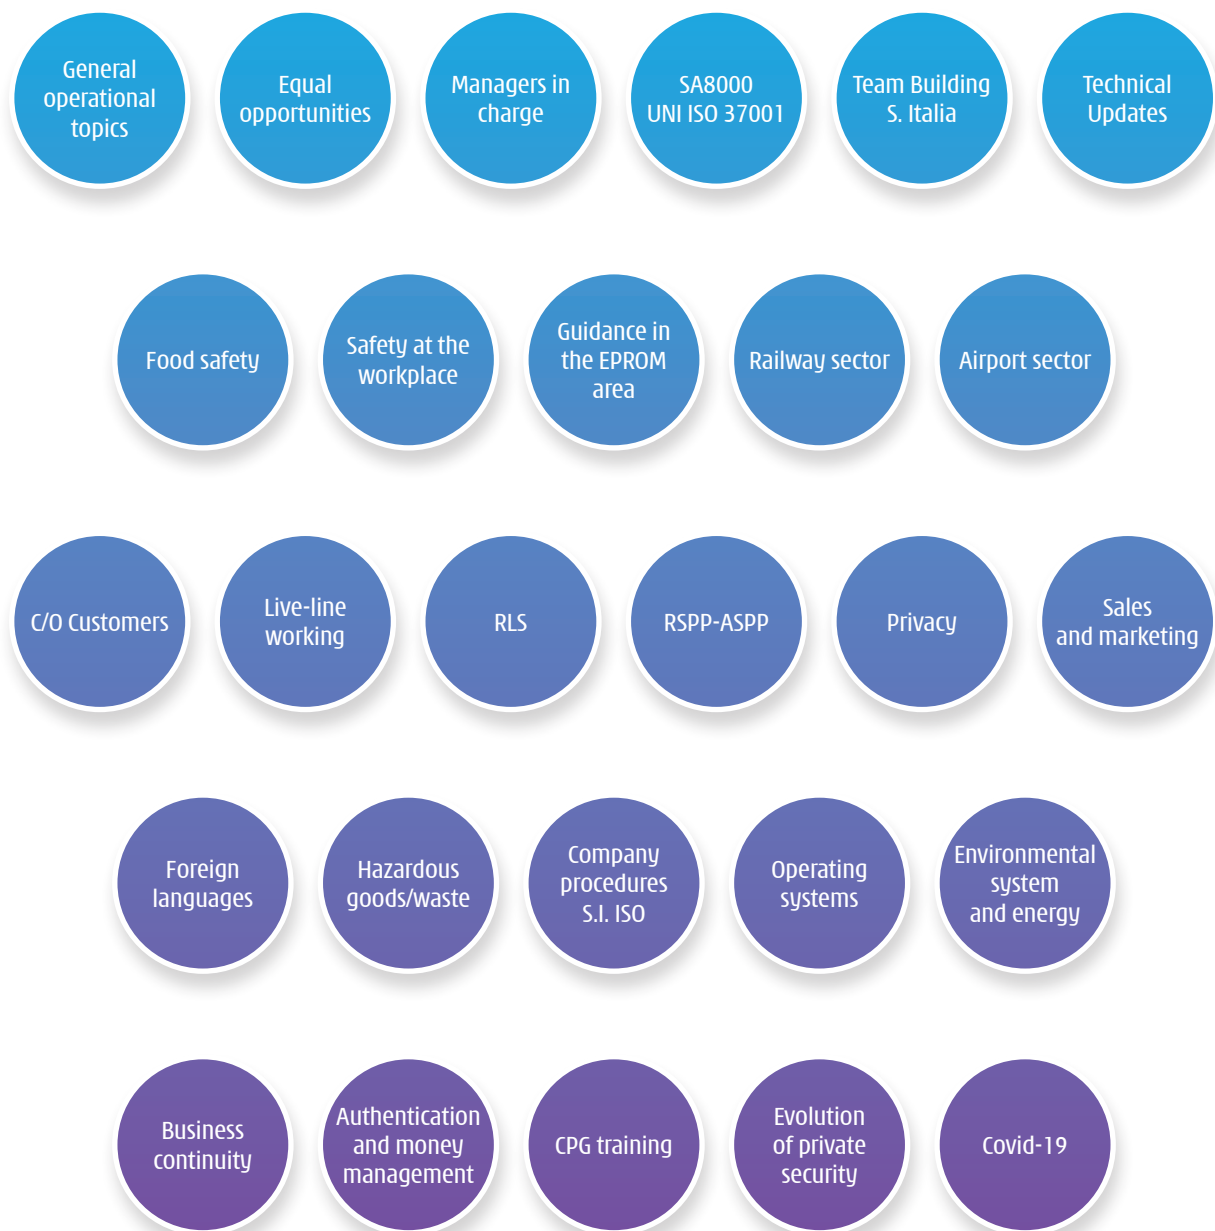 General
operational
topics
Equal
opportunities
Managers in
charge
SA8000
UNI ISO 37001
Team Building
S. Italia
Technical
Updates
Food safety
Safety at the
workplace
Guidance in
the EPROM
area
Railway sector
Airport sector
C/O Customers
Live-line
working
RLS
RSPP-ASPP
Privacy
Sales
and marketing
Foreign
languages
Hazardous
goods/waste
Company
procedures
S.I. ISO
Operating
systems
Environmental
system
and energy
Business
continuity
Authentication
and money
management
CPG training
Evolution
of private
security
Covid-19